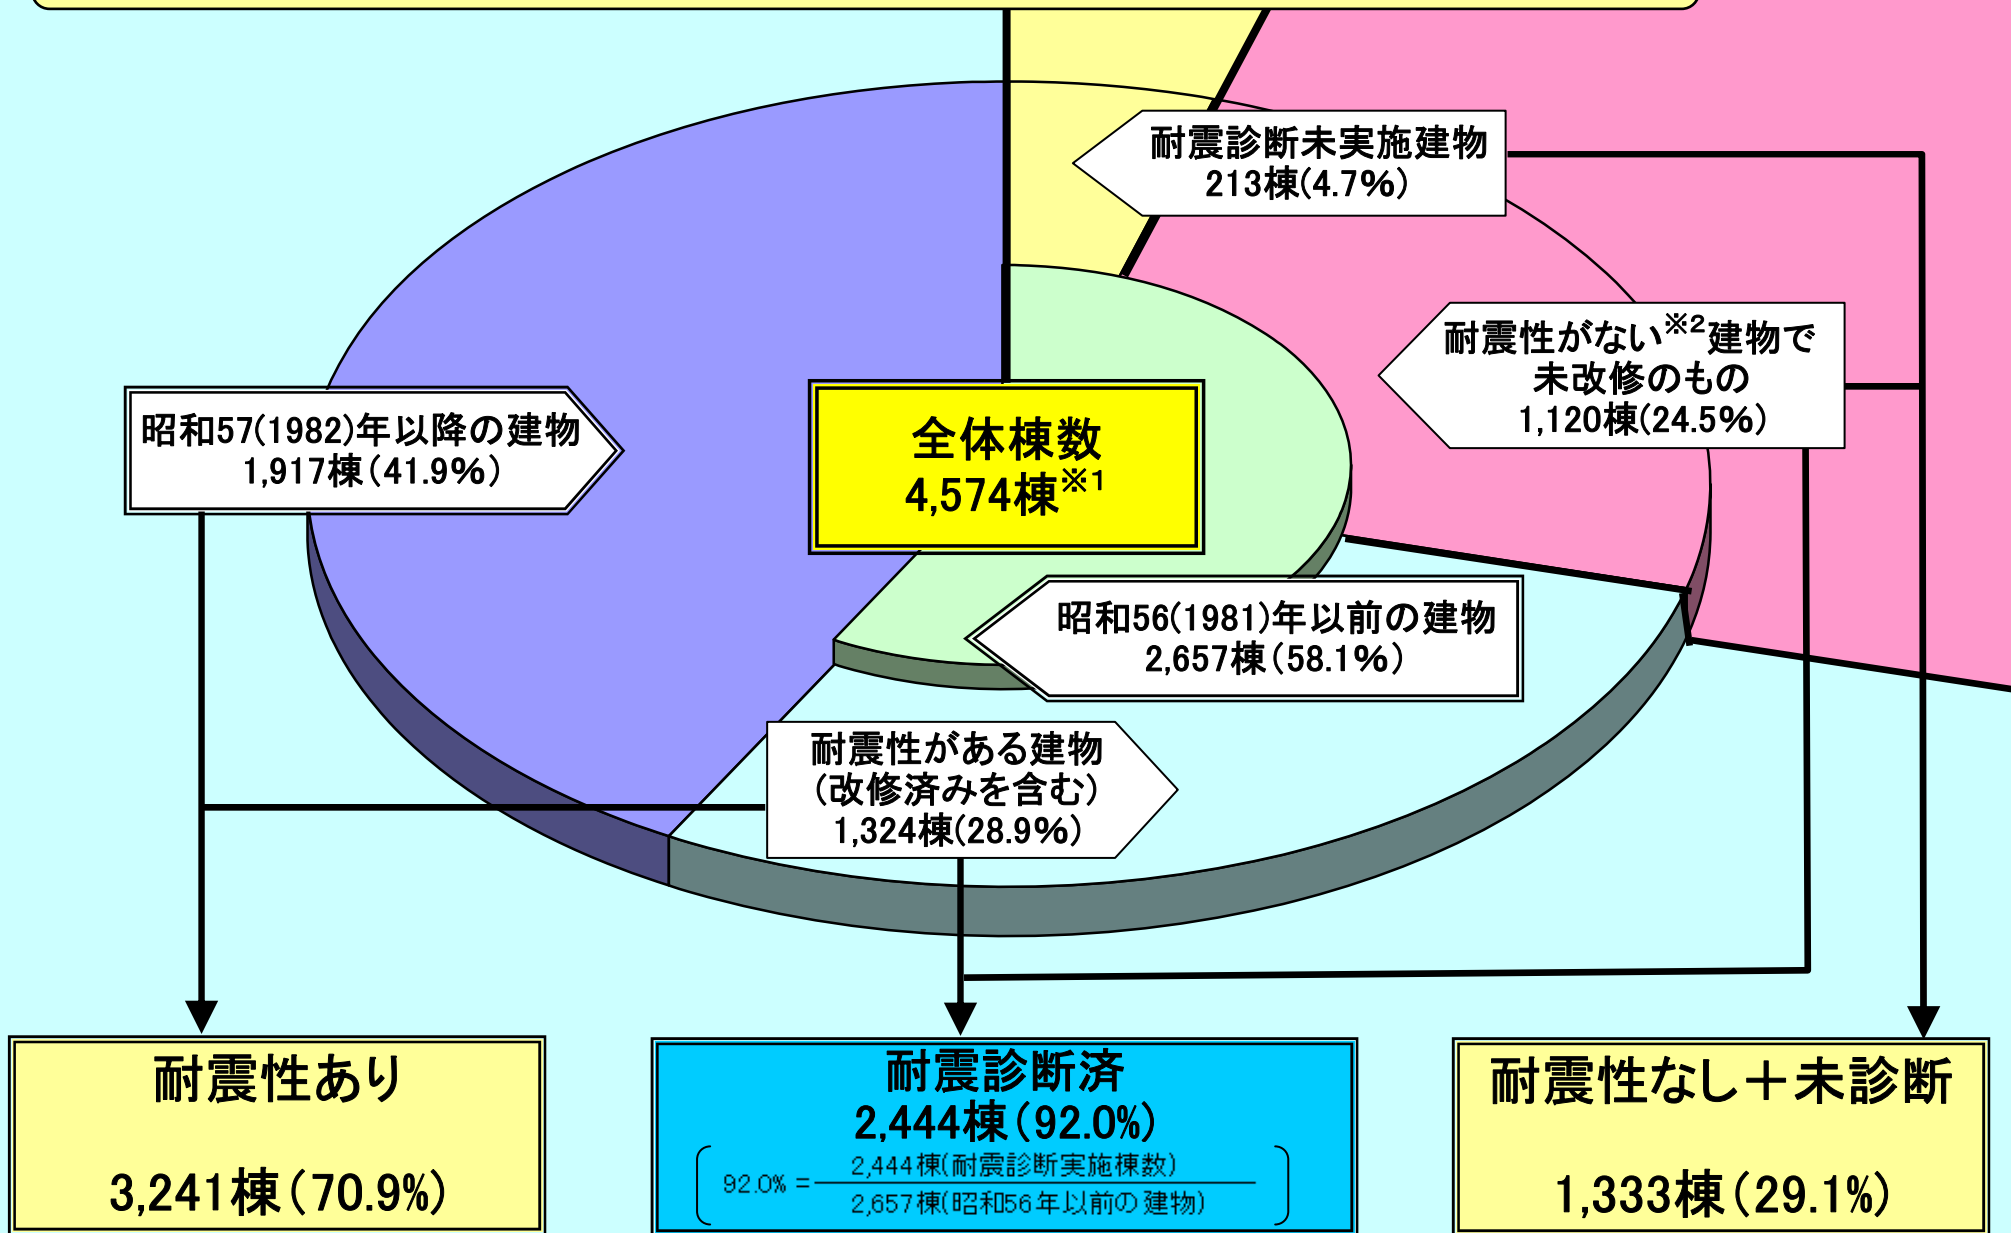 耐震診断未実施建物
213棟(4.7%)
耐震性がない※2建物で
未改修のもの
1,120棟(24.5%)
昭和57(1982)年以降の建物
1,917棟(41.9%)
全体棟数
4,574棟※1
昭和56(1981)年以前の建物
2,657棟(58.1%)
耐震性がある建物
(改修済みを含む)
1,324棟(28.9%)
耐震性あり
3,241棟(70.9%)
耐震診断済
2,444棟(92.0%)
2,444棟(耐震診断実施棟数)
92.0% =
2,657棟(昭和56年以前の建物)
耐震性なし＋未診断
1,333棟(29.1%)